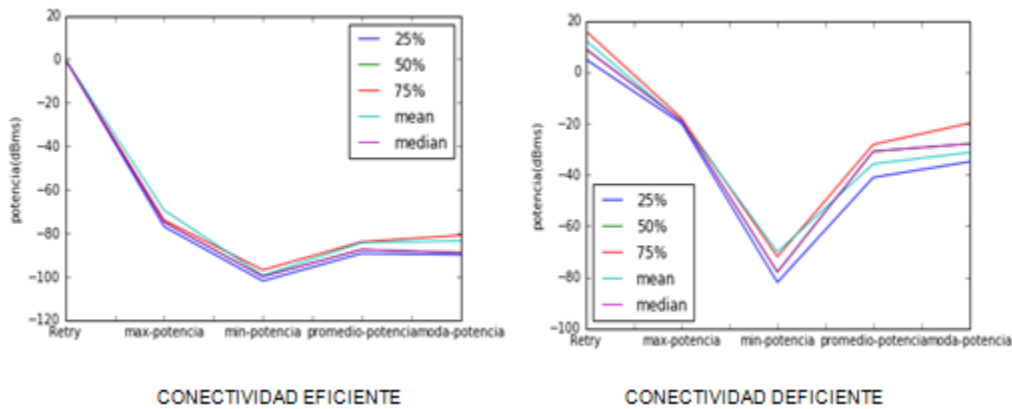 20
0
−20
−40
−60
−80
−100
−120
potencia(dBms)
25%
50%
75%
mean
median
Retry max-potencia min-potencia promedio-potencia moda-potencia
CONECTIVIDAD EFICIENTE
20
0
−20
−40
−60
−80
−100
potencia(dBms)
25%
50%
75%
mean
median
Retry max-potencia min-potencia promedio-potencia moda-potencia
CONECTIVIDAD DEFICIENTE